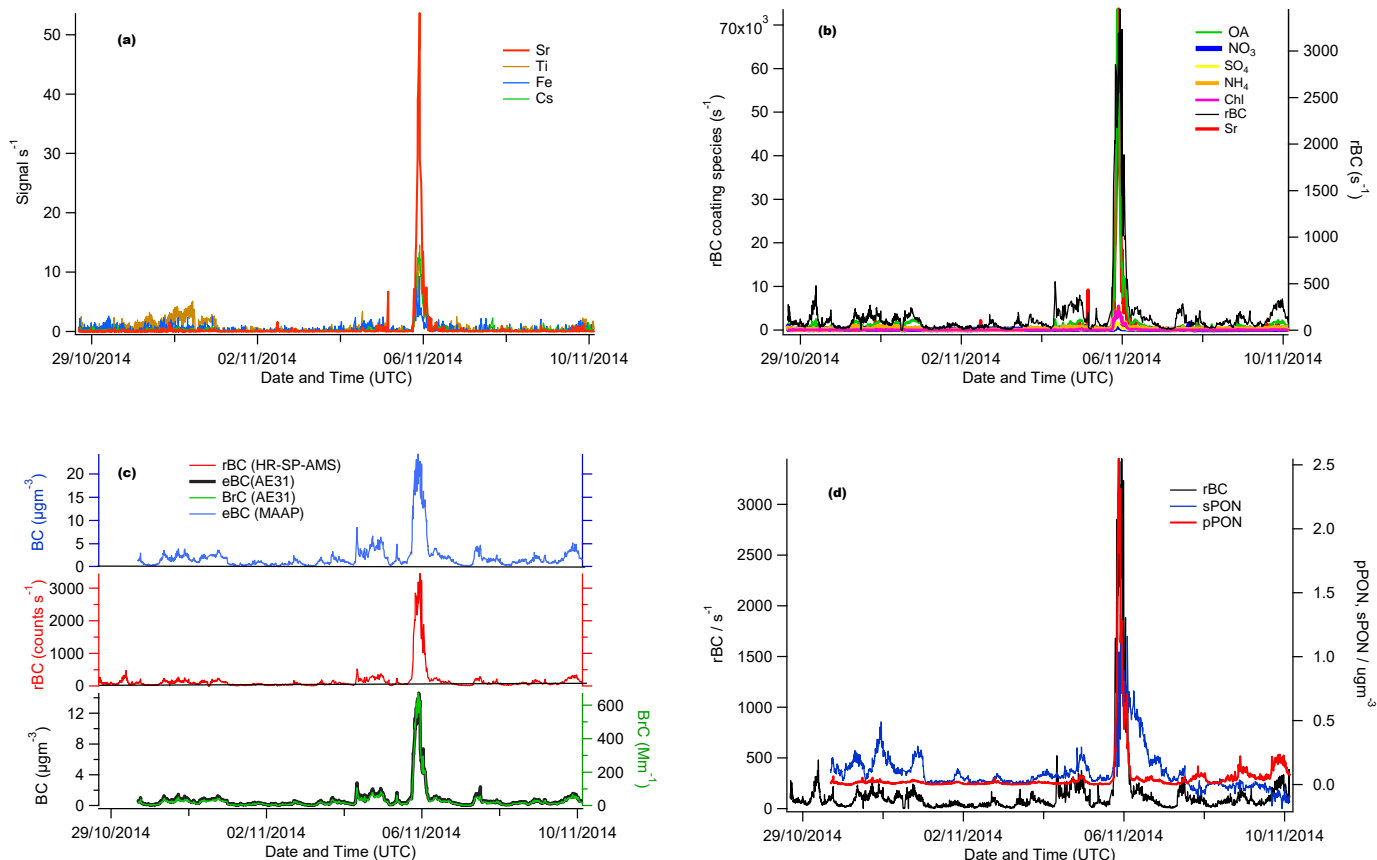 (a)
Sr
Ti
Fe
Cs
Signal s-1
50
40
30
20
10
0
29/10/2014
02/11/2014
06/11/2014
10/11/2014
Date and Time (UTC)
(b)
OA
NO3
SO4
NH4
Chl
rBC
Sr
rBC coating species (s-1)
70x10³
60
50
40
30
20
10
0
rBC (s-1)
3000
2500
2000
1500
1000
500
0
29/10/2014
02/11/2014
06/11/2014
10/11/2014
Date and Time (UTC)
(c)
rBC (HR-SP-AMS)
eBC(AE31)
BrC (AE31)
eBC (MAAP)
BC (µgm-3)
20
15
10
5
0
rBC (counts s-1)
3000
2000
1000
0
BC (µgm-3)
12
8
4
0
BrC (Mm-1)
600
400
200
0
29/10/2014
02/11/2014
06/11/2014
10/11/2014
Date and Time (UTC)
(d)
rBC
sPON
pPON
rBC / s-1
3000
2500
2000
1500
1000
500
0
pPON, sPON / ugm-3
2.5
2.0
1.5
1.0
0.5
0.0
29/10/2014
02/11/2014
06/11/2014
10/11/2014
Date and Time (UTC)